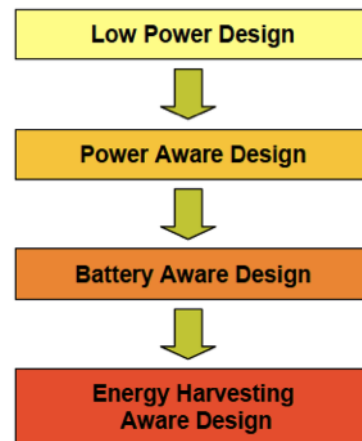 Low Power Design
Power Aware Design
Battery Aware Design
Energy Harvesting
Aware Design